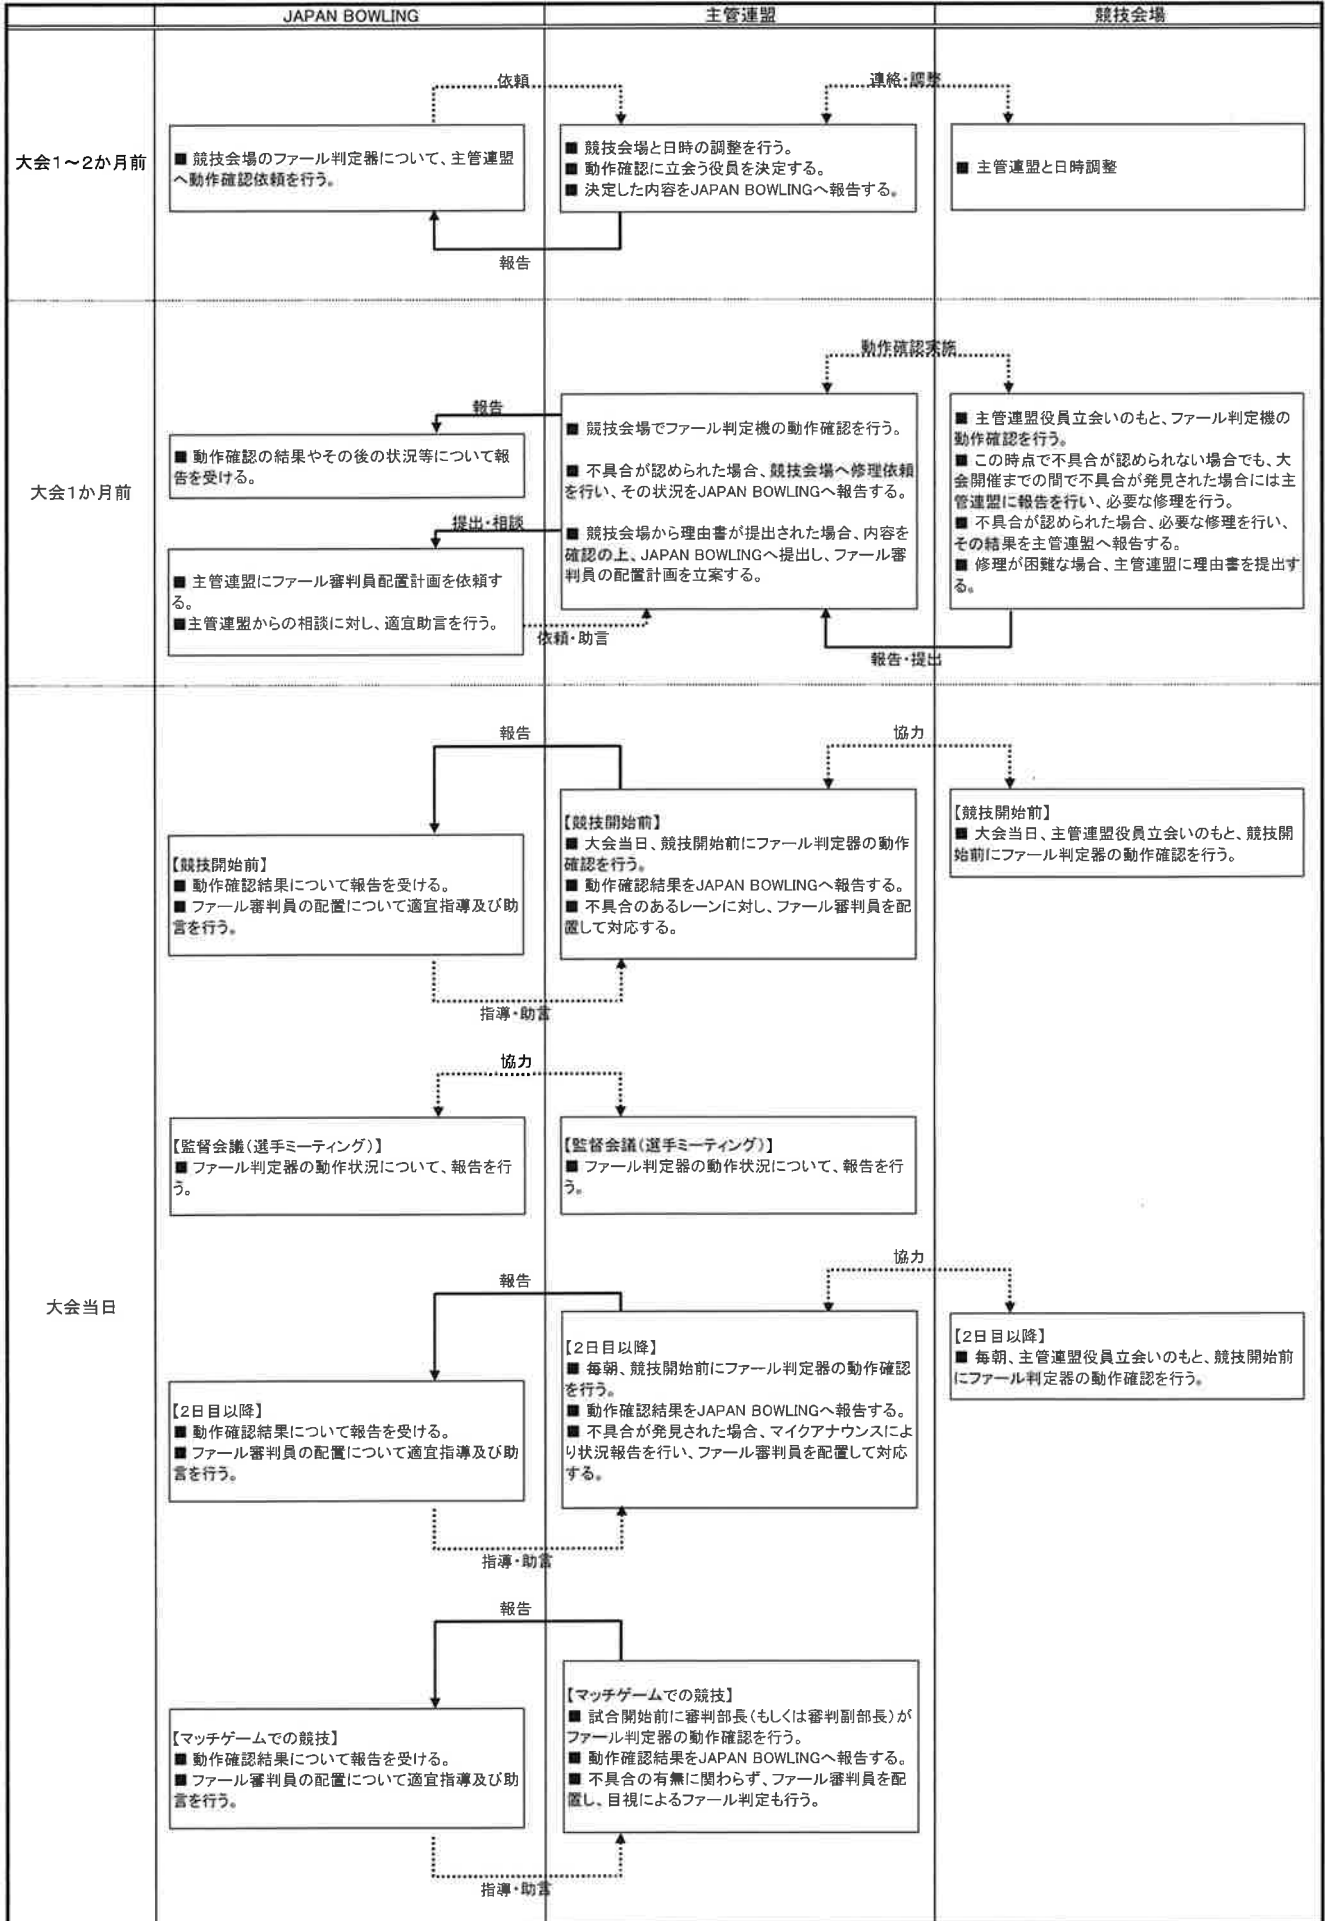 JAPAN BOWLING
主管連盟
競技会場
大会1～2か月前
依頼
連絡・調整
■ 競技会場のファール判定器について、主管連盟
へ動作確認依頼を行う。
■ 競技会場と日時の調整を行う。
■ 動作確認に立会う役員を決定する。
■ 決定した内容をJAPAN BOWLINGへ報告する。
■ 主管連盟と日時調整
報告
大会1か月前
動作確認実施
報告
■ 動作確認の結果やその後の状況等について報
告を受ける。
提出・相談
■ 主管連盟にファール審判員配置計画を依頼す
る。
■主管連盟からの相談に対し、適宜助言を行う。
依頼・助言
■ 競技会場でファール判定機の動作確認を行う。
■ 不具合が認められた場合、競技会場へ修理依頼
を行い、その状況をJAPAN BOWLINGへ報告する。
■ 競技会場から理由書が提出された場合、内容を
確認の上、JAPAN BOWLINGへ提出し、ファール審
判員の配置計画を立案する。
■ 主管連盟役員立会いのもと、ファール判定機の
動作確認を行う。
■ この時点で不具合が認められない場合でも、大
会開催までの間で不具合が発見された場合には主
管連盟に報告を行い、必要な修理を行う。
■ 不具合が認められた場合、必要な修理を行い、
その結果を主管連盟へ報告する。
■ 修理が困難な場合、主管連盟に理由書を提出す
る。
報告・提出
大会当日
報告
協力
【競技開始前】
■ 動作確認結果について報告を受ける。
■ ファール審判員の配置について適宜指導及び助
言を行う。
【競技開始前】
■ 大会当日、競技開始前にファール判定器の動作
確認を行う。
■ 動作確認結果をJAPAN BOWLINGへ報告する。
■ 不具合のあるレーンに対し、ファール審判員を配
置して対応する。
【競技開始前】
■ 大会当日、主管連盟役員立会いのもと、競技開
始前にファール判定器の動作確認を行う。
指導・助言
協力
【監督会議(選手ミーティング)】
■ ファール判定器の動作状況について、報告を行
う。
【監督会議(選手ミーティング)】
■ ファール判定器の動作状況について、報告を行
う。
報告
協力
【2日目以降】
■ 動作確認結果について報告を受ける。
■ ファール審判員の配置について適宜指導及び助
言を行う。
【2日目以降】
■ 毎朝、競技開始前にファール判定器の動作確認
を行う。
■ 動作確認結果をJAPAN BOWLINGへ報告する。
■ 不具合が発見された場合、マイクアナウンスによ
り状況報告を行い、ファール審判員を配置して対応
する。
【2日目以降】
■ 毎朝、主管連盟役員立会いのもと、競技開始前
にファール判定器の動作確認を行う。
指導・助言
報告
【マッチゲームでの競技】
■ 動作確認結果について報告を受ける。
■ ファール審判員の配置について適宜指導及び助
言を行う。
【マッチゲームでの競技】
■ 試合開始前に審判部長(もしくは審判副部長)が
ファール判定器の動作確認を行う。
■ 動作確認結果をJAPAN BOWLINGへ報告する。
■ 不具合の有無に関わらず、ファール審判員を配
置し、目視によるファール判定も行う。
指導・助言